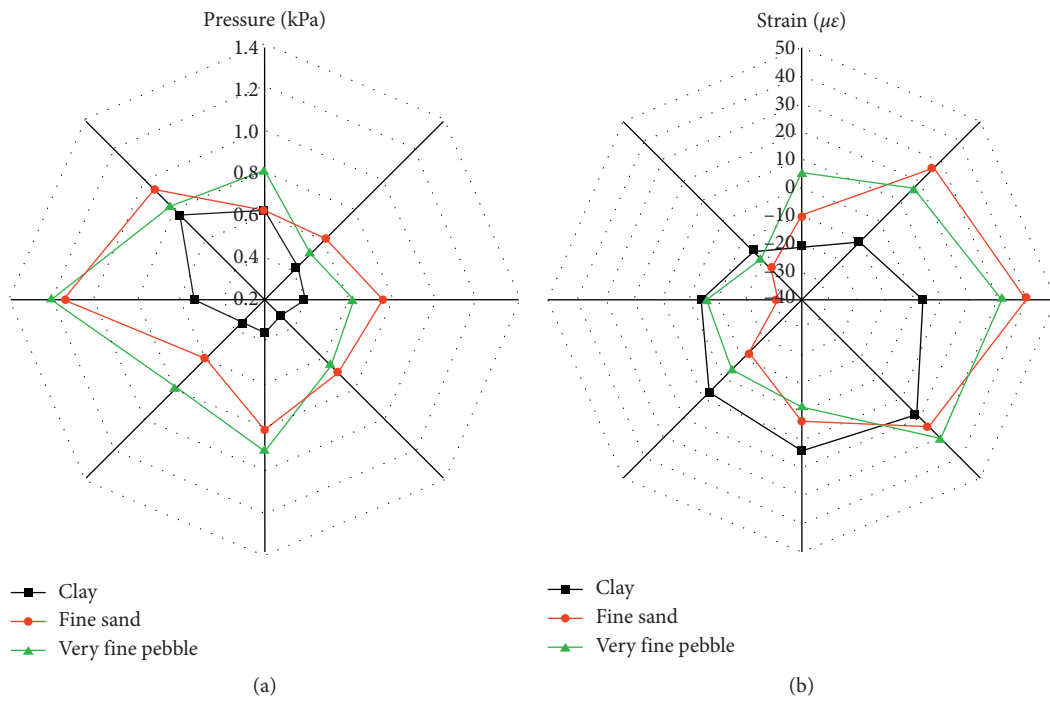 Pressure (kPa)
1.4
1.2
1.0
0.8
0.6
0.4
0.2
Clay
Fine sand
Very fine pebble
(a)
Strain (με)
50
40
30
20
10
0
−10
−20
−30
−40
Clay
Fine sand
Very fine pebble
(b)